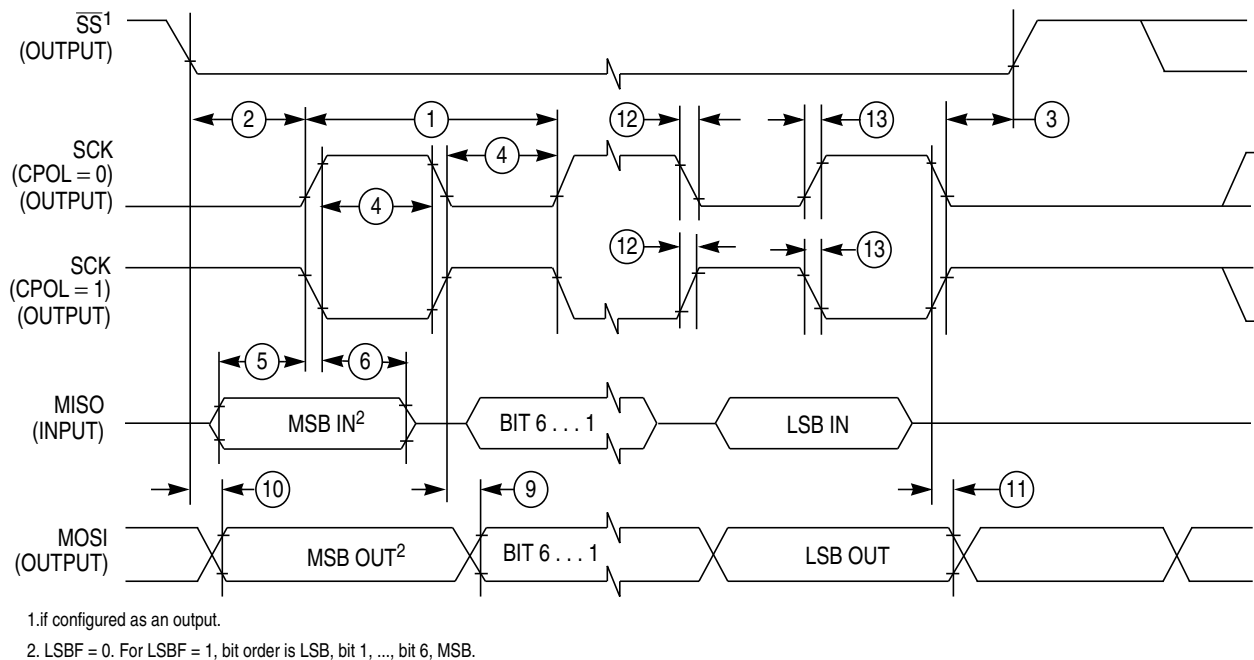 SS1
(OUTPUT)
2
1
12
13
3
SCK
(CPOL = 0)
(OUTPUT)
4
4
12
13
SCK
(CPOL = 1)
(OUTPUT)
5
6
MISO
(INPUT)
MSB IN2
BIT 6 . . . 1
LSB IN
10
9
11
MOSI
(OUTPUT)
MSB OUT2
BIT 6 . . . 1
LSB OUT
1.if configured as an output.
2. LSBF = 0. For LSBF = 1, bit order is LSB, bit 1, ..., bit 6, MSB.